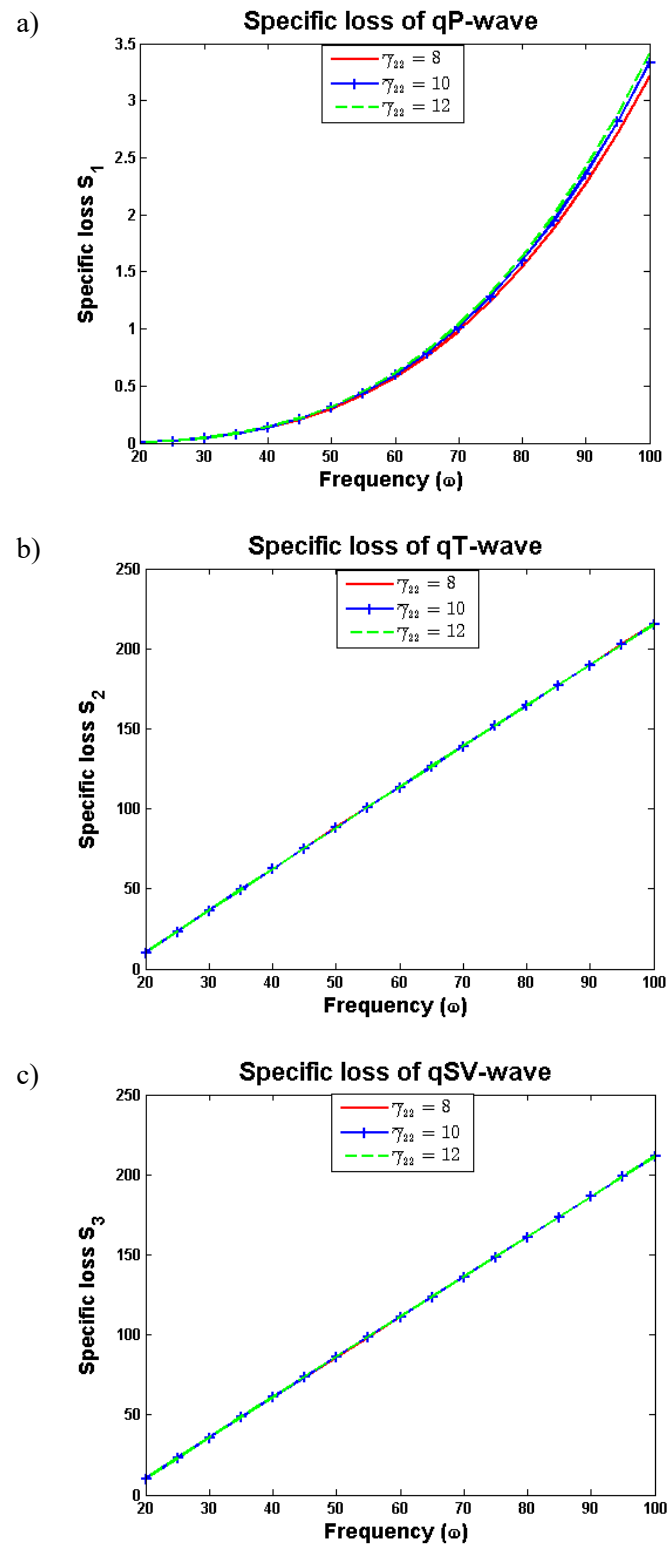 a)
Specific loss of qP-wave
γ̅₂₂ = 8
γ̅₂₂ = 10
γ̅₂₂ = 12
Specific loss S₁
3.5
3
2.5
2
1.5
1
0.5
0
20 30 40 50 60 70 80 90 100
Frequency (ω)
b)
Specific loss of qT-wave
γ̅₂₂ = 8
γ̅₂₂ = 10
γ̅₂₂ = 12
Specific loss S₂
250
200
150
100
50
0
20 30 40 50 60 70 80 90 100
Frequency (ω)
c)
Specific loss of qSV-wave
γ̅₂₂ = 8
γ̅₂₂ = 10
γ̅₂₂ = 12
Specific loss S₃
250
200
150
100
50
0
20 30 40 50 60 70 80 90 100
Frequency (ω)